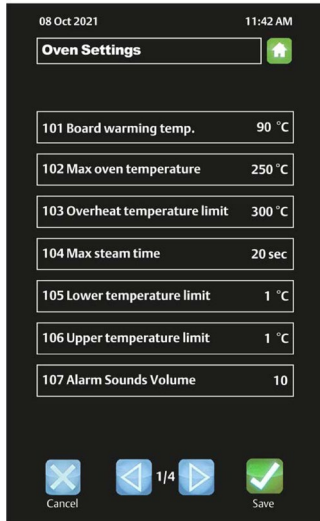 08 Oct 2021 11:42 AM
Oven Settings
101 Board warming temp. 90 °C
102 Max oven temperature 250 °C
103 Overheat temperature limit 300 °C
104 Max steam time 20 sec
105 Lower temperature limit 1 °C
106 Upper temperature limit 1 °C
107 Alarm Sounds Volume 10
1/4
Cancel Save